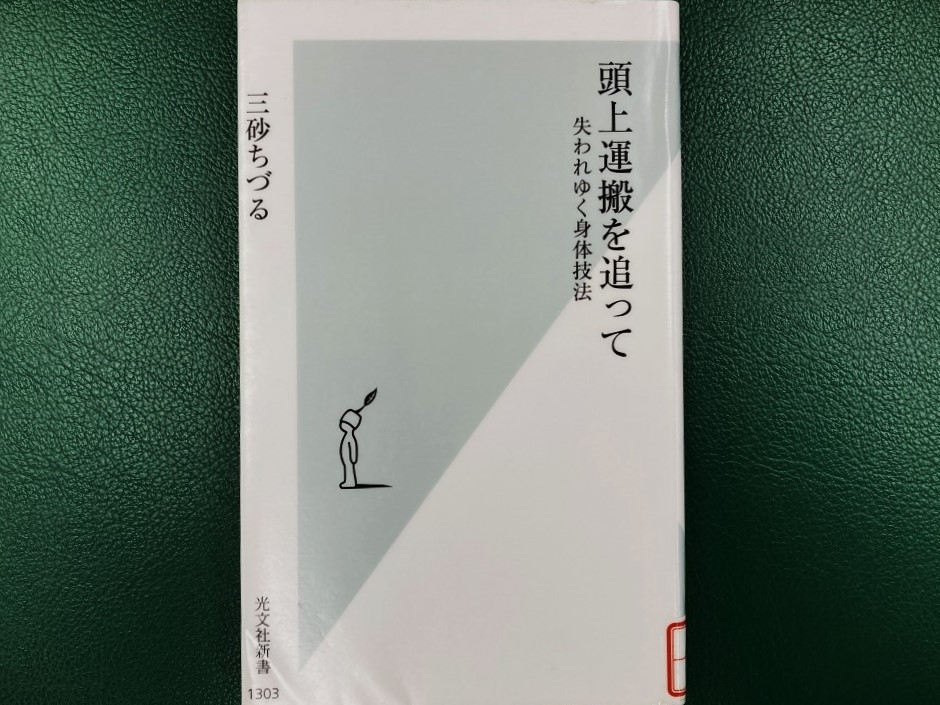 頭上運搬を追って
失われゆく身体技法
三砂ちづる
光文社新書
1303